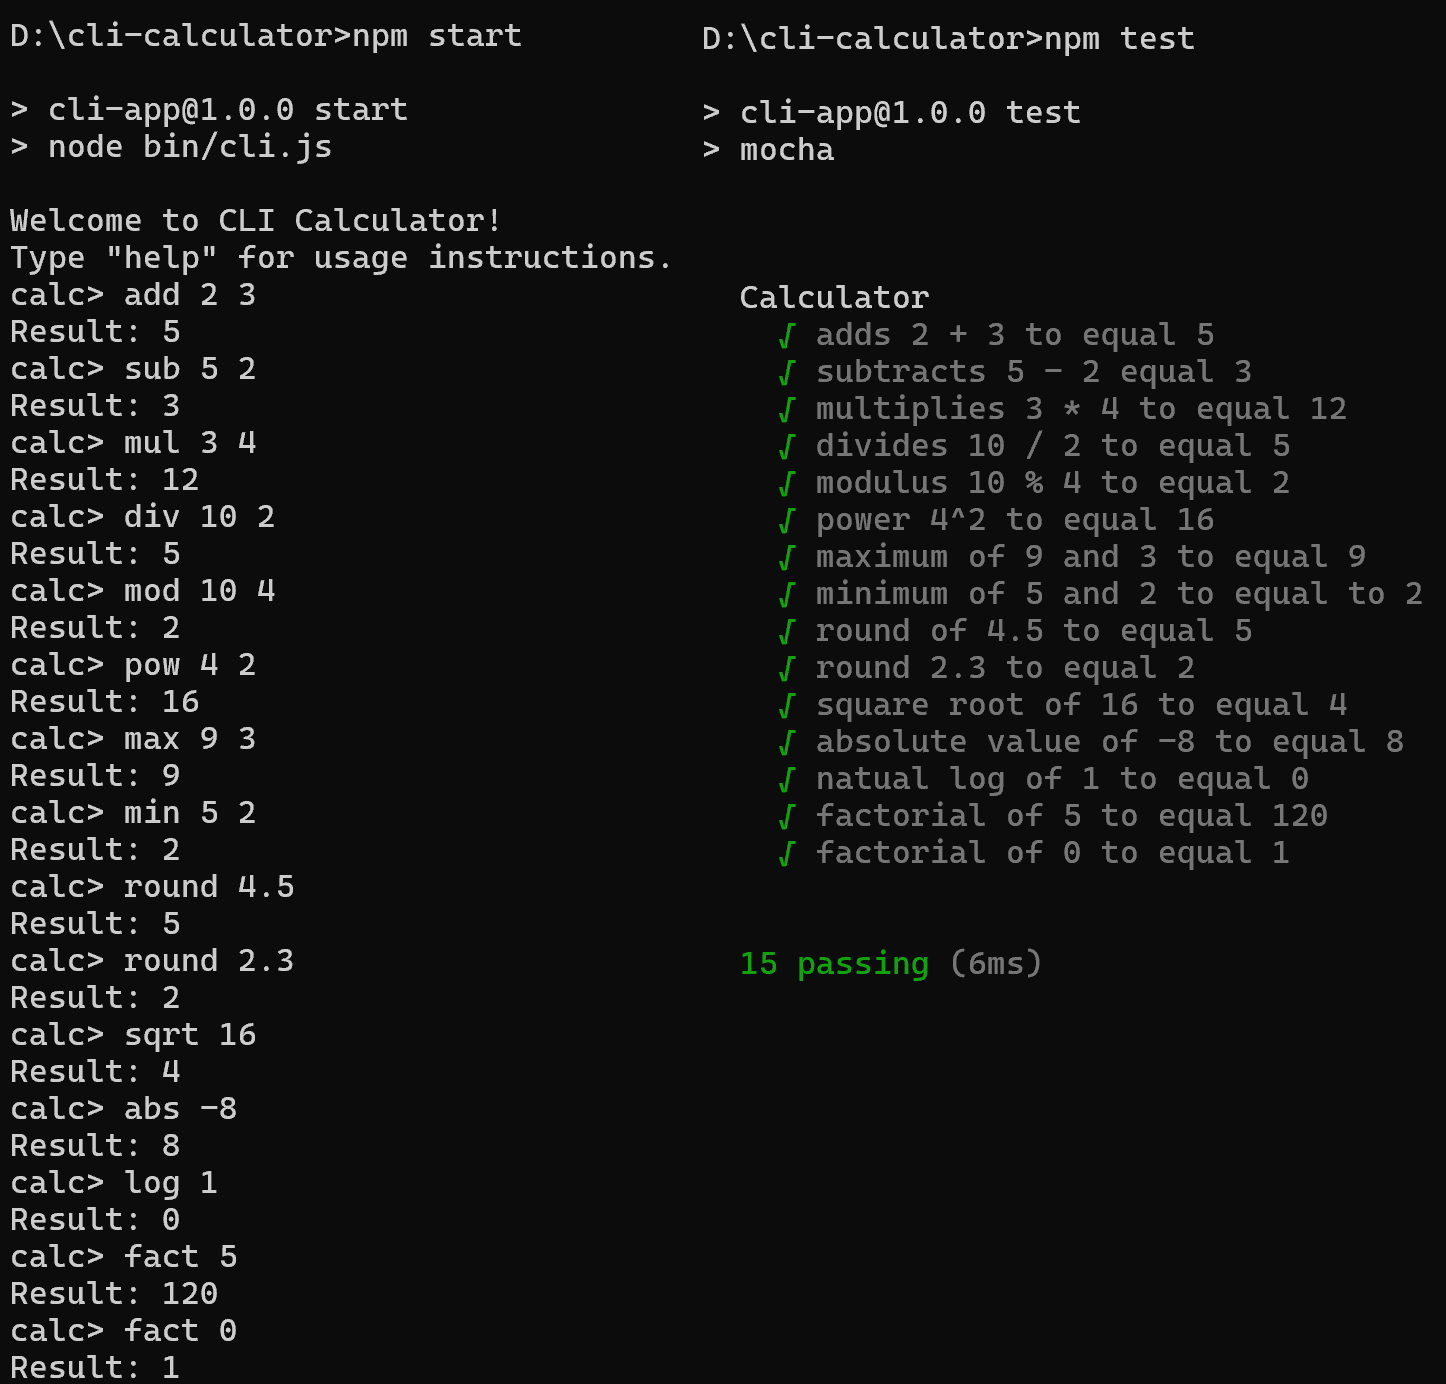 D:\cli-calculator>npm start
> cli-app@1.0.0 start
> node bin/cli.js
Welcome to CLI Calculator!
Type "help" for usage instructions.
calc> add 2 3
Result: 5
calc> sub 5 2
Result: 3
calc> mul 3 4
Result: 12
calc> div 10 2
Result: 5
calc> mod 10 4
Result: 2
calc> pow 4 2
Result: 16
calc> max 9 3
Result: 9
calc> min 5 2
Result: 2
calc> round 4.5
Result: 5
calc> round 2.3
Result: 2
calc> sqrt 16
Result: 4
calc> abs -8
Result: 8
calc> log 1
Result: 0
calc> fact 5
Result: 120
calc> fact 0
Result: 1
D:\cli-calculator>npm test
> cli-app@1.0.0 test
> mocha
Calculator
√ adds 2 + 3 to equal 5
√ subtracts 5 - 2 equal 3
√ multiplies 3 * 4 to equal 12
√ divides 10 / 2 to equal 5
√ modulus 10 % 4 to equal 2
√ power 4^2 to equal 16
√ maximum of 9 and 3 to equal 9
√ minimum of 5 and 2 to equal to 2
√ round of 4.5 to equal 5
√ round 2.3 to equal 2
√ square root of 16 to equal 4
√ absolute value of -8 to equal 8
√ natual log of 1 to equal 0
√ factorial of 5 to equal 120
√ factorial of 0 to equal 1
15 passing (6ms)